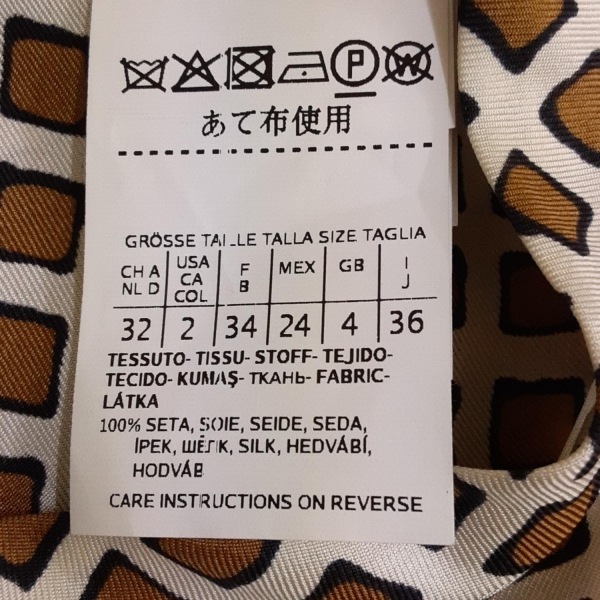 P W
あて布使用
GRÖSSE TAILLE TALLA SIZE TAGLIA
CH A NL D USA CA COL F B MEX GB I J
32 2 34 24 4 36
TESSUTO- TISSU- STOFF- TEJIDO-
TECIDO- KUMAŞ- ТКАНЬ- FABRIC-
LÁTKA
100% SETA, SOIE, SEIDE, SEDA,
İPEK, ШЁЛК, SILK, HEDVÁBÍ,
HODVÁB
CARE INSTRUCTIONS ON REVERSE